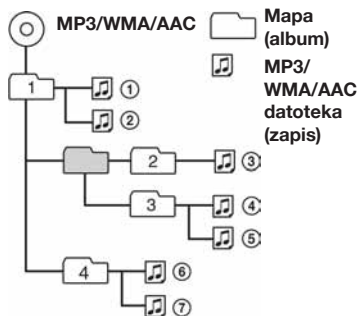 MP3/WMA/AAC
Mapa
(album)
MP3/
WMA/AAC
datoteka
(zapis)
1
①
②
2
③
3
④
⑤
4
⑥
⑦